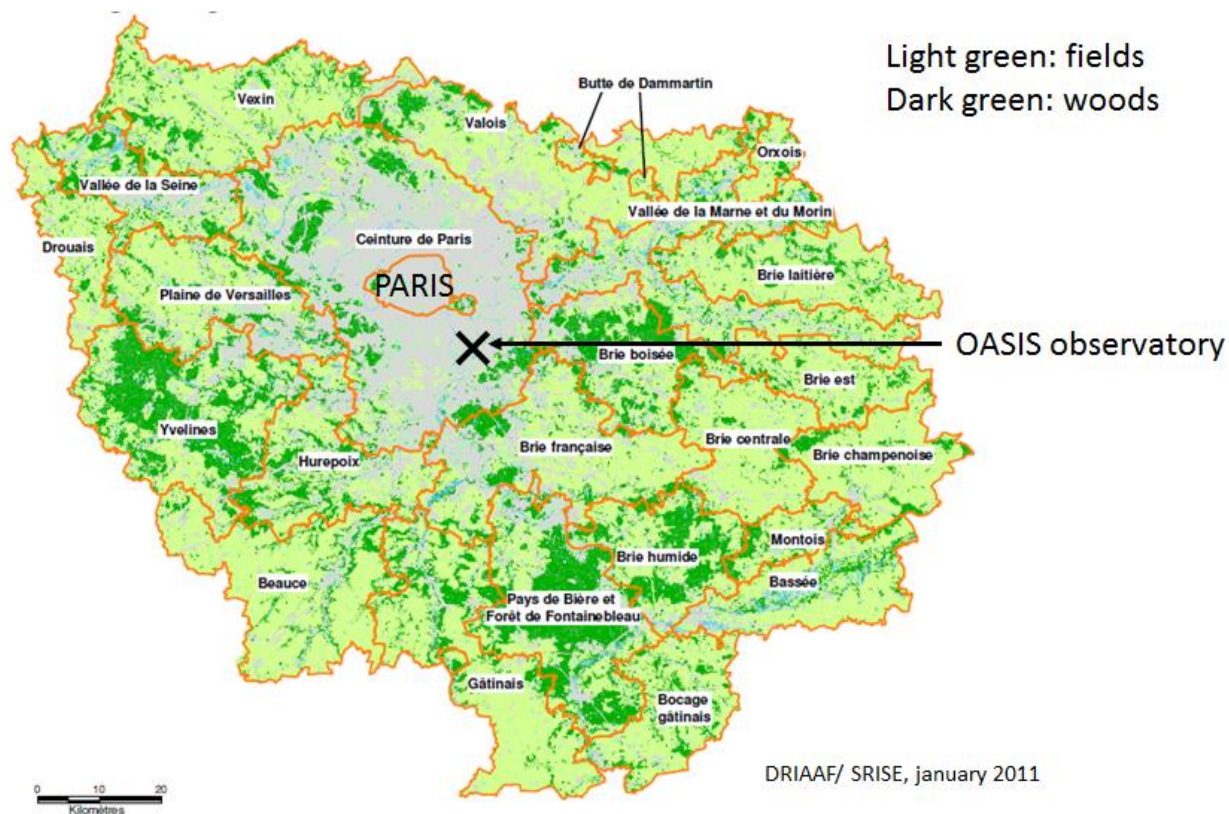 Light green: fields
Dark green: woods
Butte de Dammartin
Vexin
Valois
Orxois
Vallée de la Seine
Vallée de la Marne et du Morin
Drouais
Ceinture de Paris
Brie laitière
PARIS
Plaine de Versailles
OASIS observatory
Brie boisée
Brie est
Yvelines
Brie française
Brie centrale
Brie champenoise
Hurepoix
Montois
Brie humide
Beauce
Bassée
Pays de Bière et
Forêt de Fontainebleau
Gâtinais
Bocage
gâtinais
DRIAAF/ SRISE, january 2011
0 10 20
Kilomètres